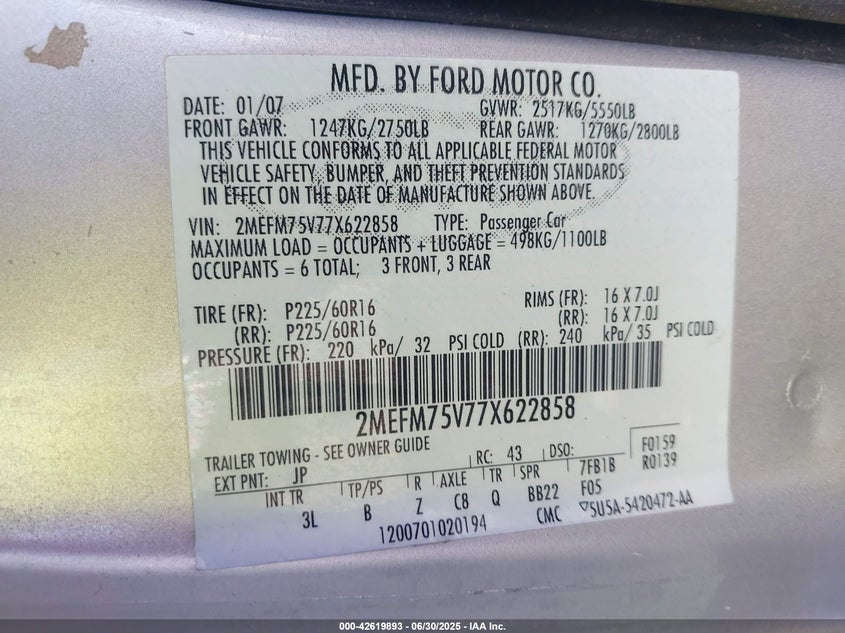 MFD. BY FORD MOTOR CO.
DATE: 01/07 GVWR: 2517KG/5550LB
FRONT GAWR: 1247KG/2750LB REAR GAWR: 1270KG/2800LB
THIS VEHICLE CONFORMS TO ALL APPLICABLE FEDERAL MOTOR
VEHICLE SAFETY, BUMPER, AND THEFT PREVENTION STANDARDS
IN EFFECT ON THE DATE OF MANUFACTURE SHOWN ABOVE.
VIN: 2MEFM75V77X622858 TYPE: Passenger Car
MAXIMUM LOAD = OCCUPANTS + LUGGAGE = 498KG/1100LB
OCCUPANTS = 6 TOTAL; 3 FRONT, 3 REAR
TIRE (FR): P225/60R16 RIMS (FR): 16 X 7.0J
(RR): P225/60R16 (RR): 16 X 7.0J
PRESSURE (FR): 220 kPa/ 32 PSI COLD (RR): 240 kPa/ 35 PSI COLD
2MEFM75V77X622858
TRAILER TOWING - SEE OWNER GUIDE
EXT PNT: JP RC: 43 DSO: F0159
R0139
INT TR TP/PS R AXLE TR SPR 7FB1B
3L B Z C8 Q BB22 F05
1200701020194 CMC ▽5U5A-5420472-AA
000-42619893 - 06/30/2025 - IAA Inc.